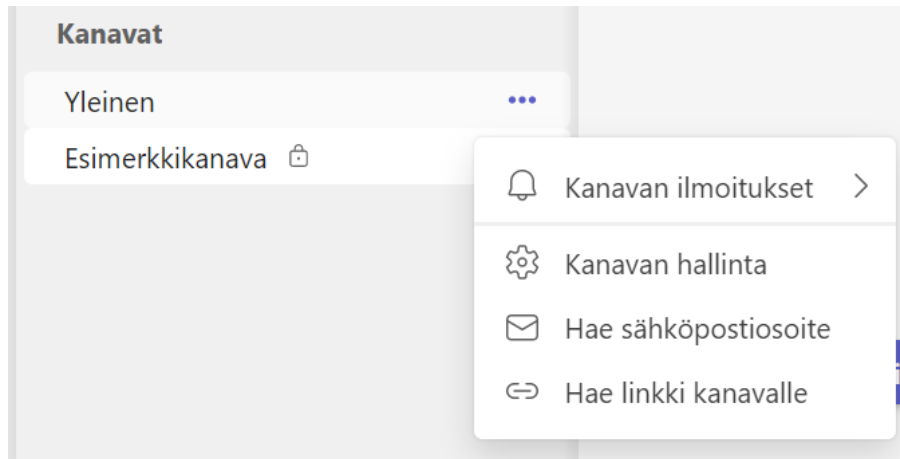 Kanavat
Yleinen
Esimerkkikanava
Kanavan ilmoitukset
Kanavan hallinta
Hae sähköpostiosoite
Hae linkki kanavalle